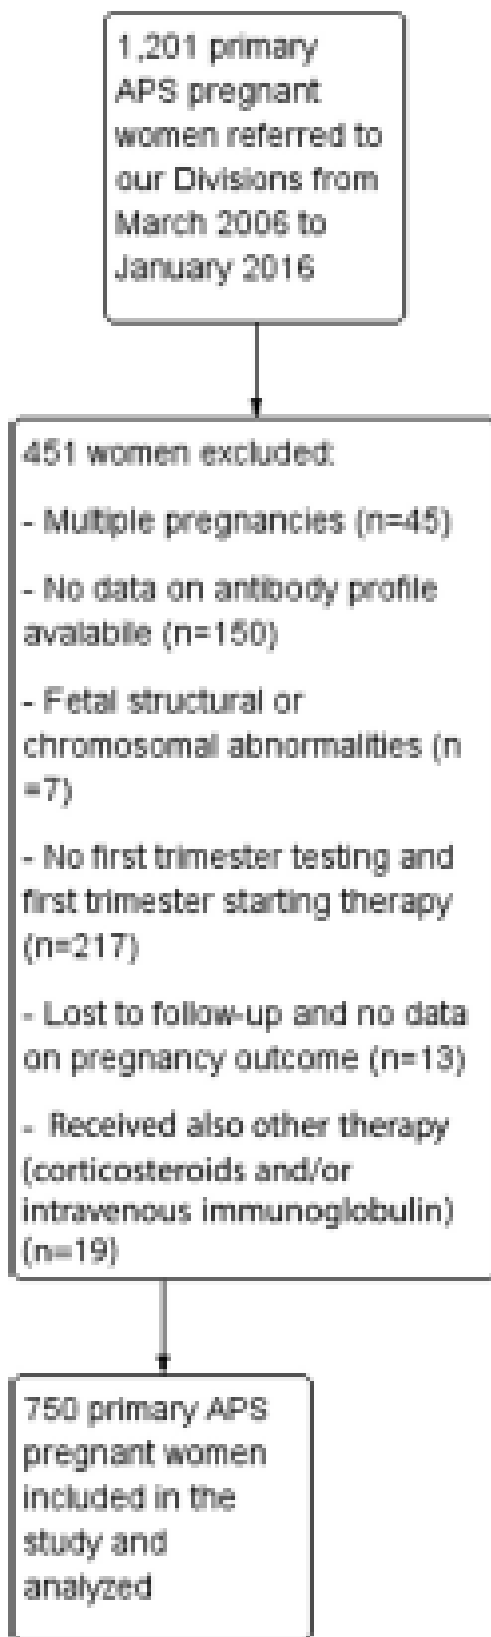 1,201 primary
APS pregnant
women referred to
our Divisions from
March 2006 to
January 2016
451 women excluded:
- Multiple pregnancies (n=45)
- No data on antibody profile
avalabile (n=150)
- Fetal structural or
chromosomal abnormalities (n
=7)
- No first trimester testing and
first trimester starting therapy
(n=217)
- Lost to follow-up and no data
on pregnancy outcome (n=13)
- Received also other therapy
(corticosteroids and/or
intravenous immunoglobulin)
(n=19)
750 primary APS
pregnant women
included in the
study and
analyzed